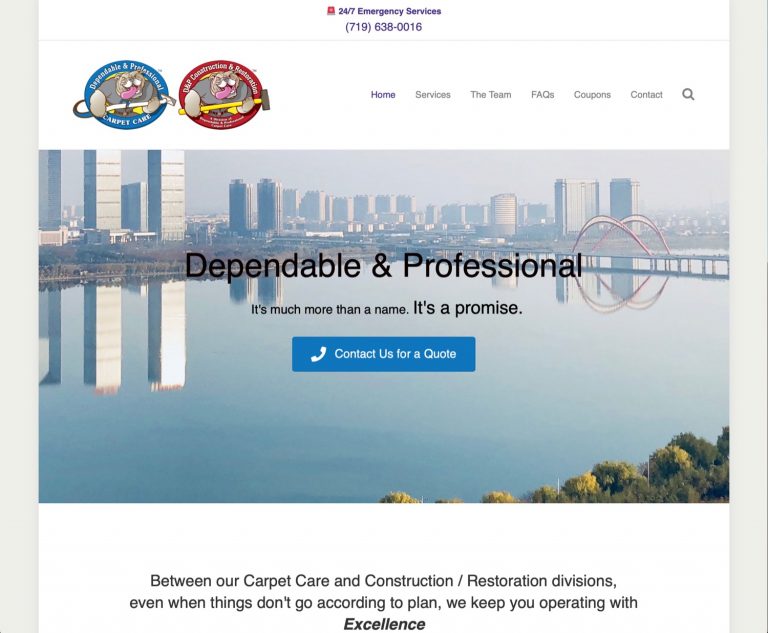 🚨 24/7 Emergency Services
(719) 638-0016
Dependable & Professional
CARPET CARE
D&P Construction & Restoration
A Division of
Dependable & Professional
Carpet Care
Home Services The Team FAQs Coupons Contact
Dependable & Professional
It's much more than a name. It's a promise.
Contact Us for a Quote
Between our Carpet Care and Construction / Restoration divisions,
even when things don't go according to plan, we keep you operating with
Excellence